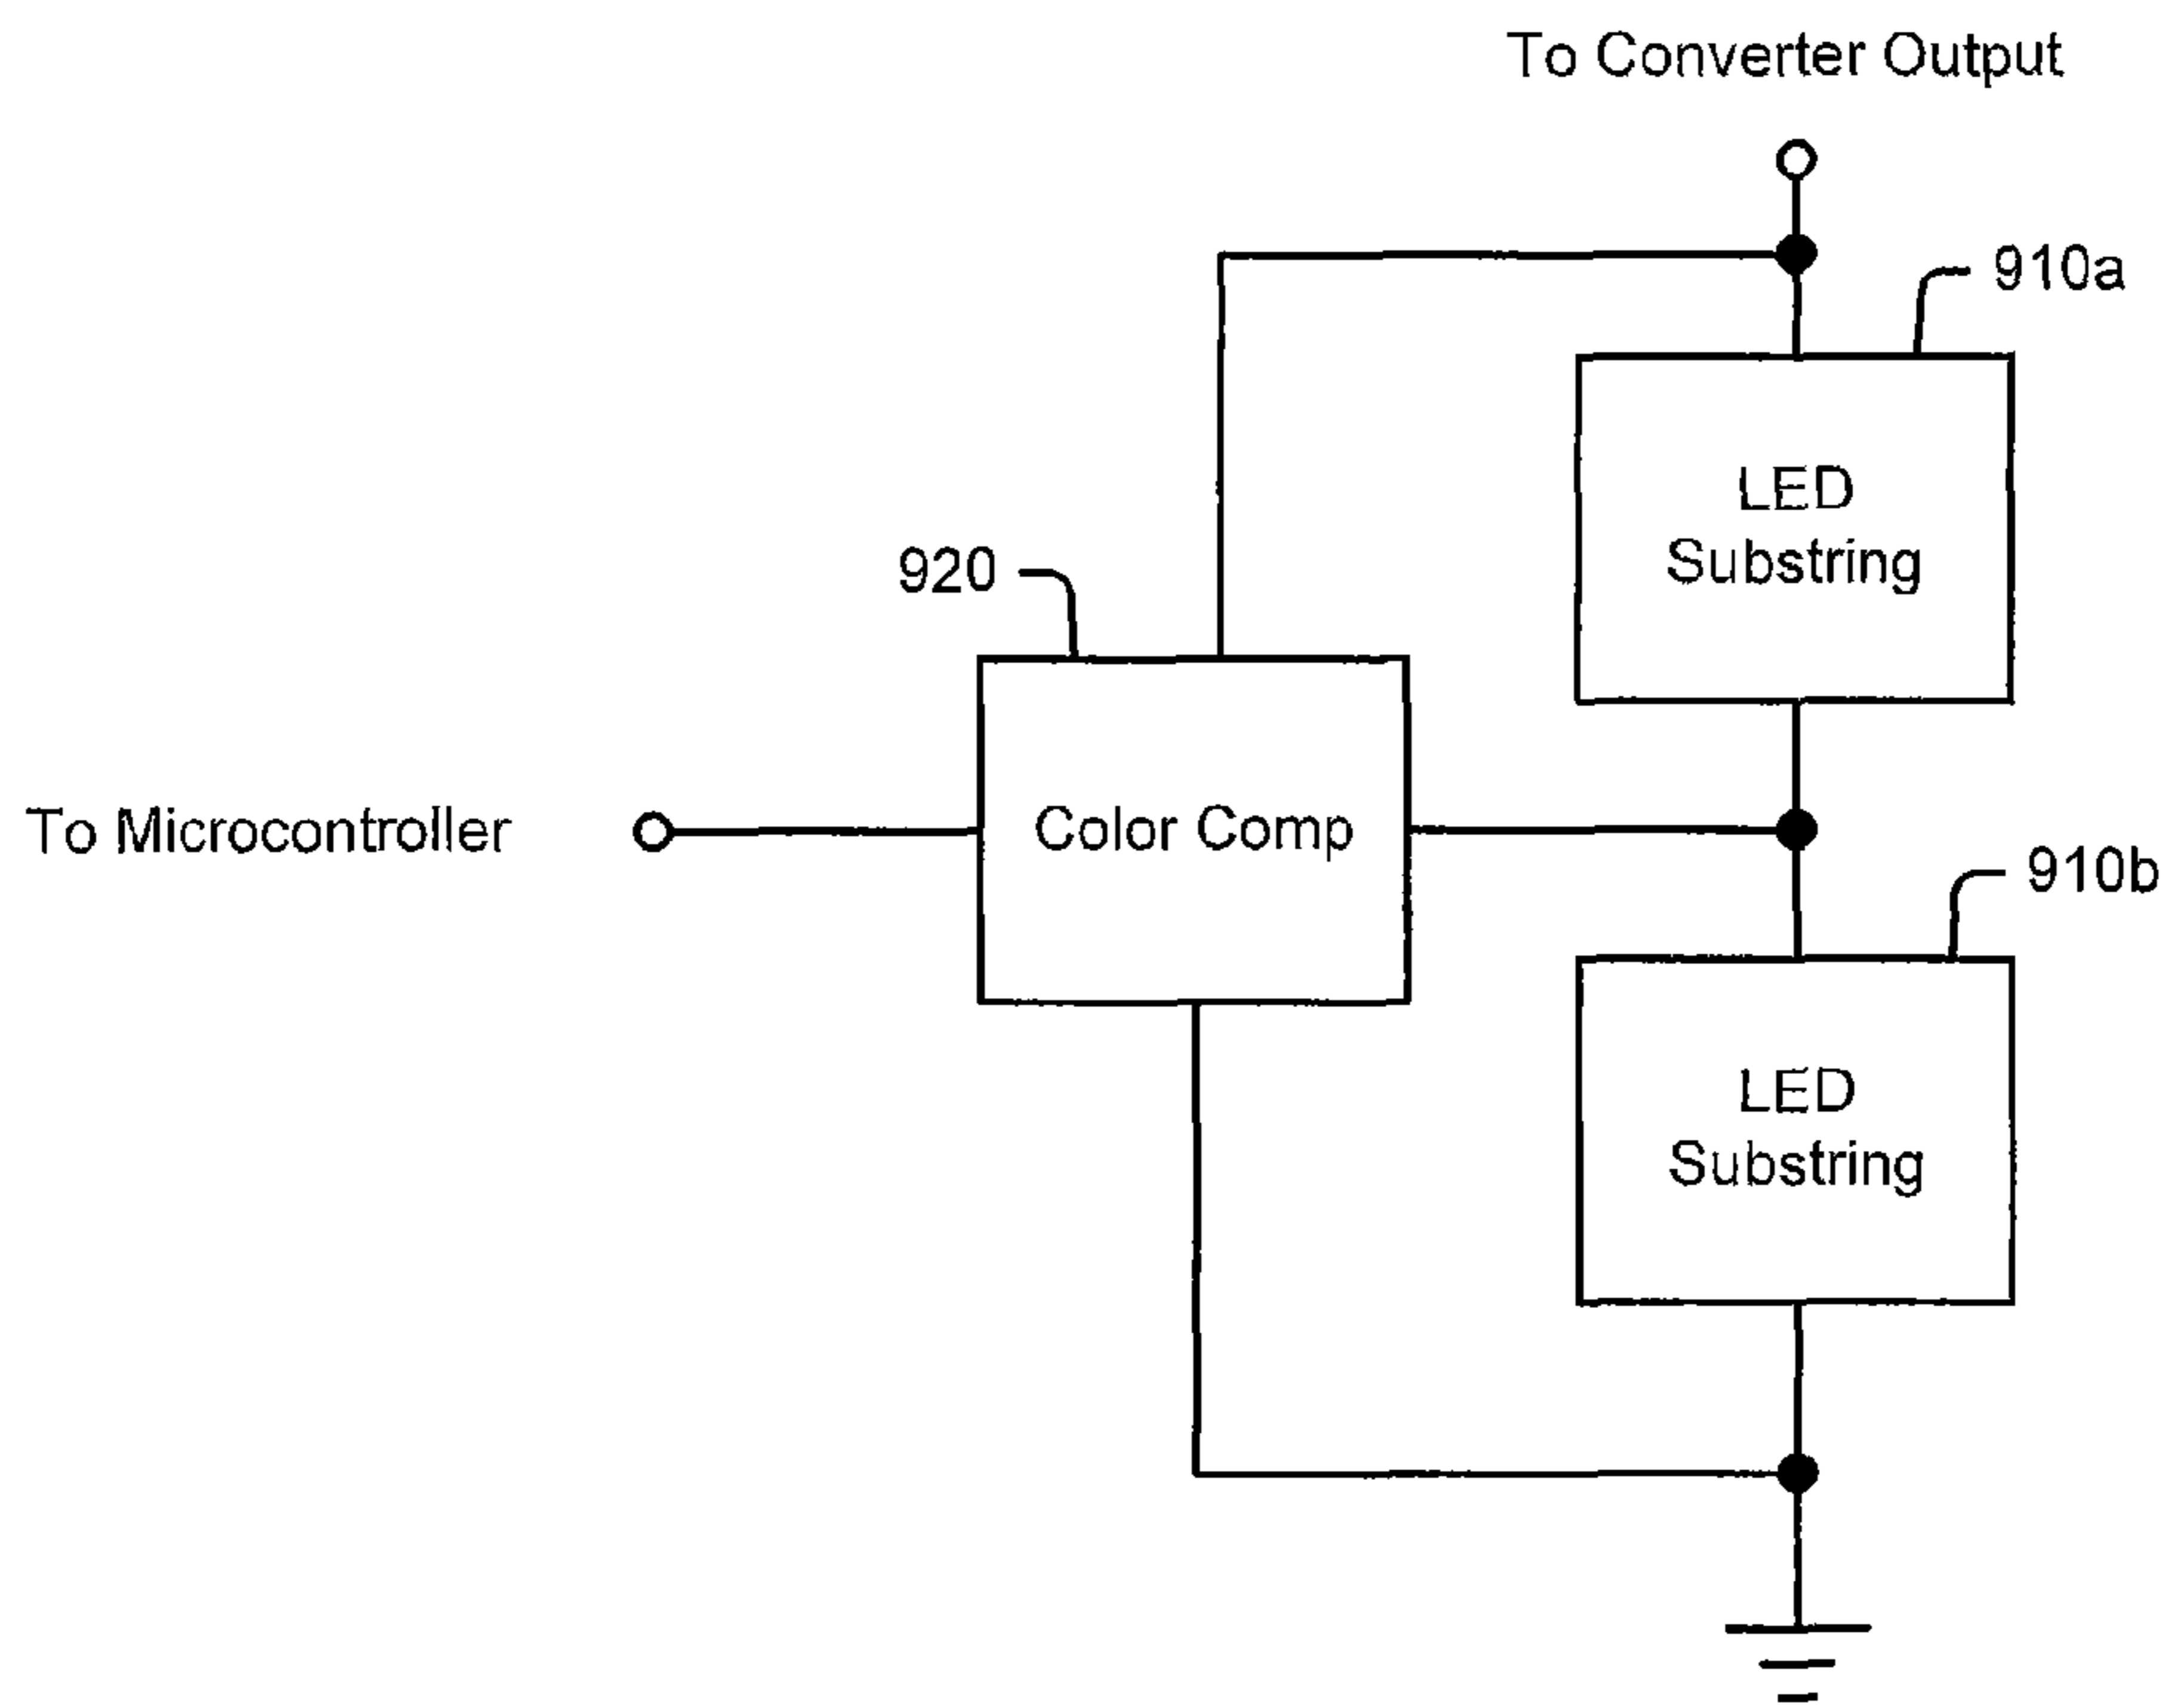 To Converter Output
910a
LED
Substring
920
To Microcontroller
Color Comp
910b
LED
Substring